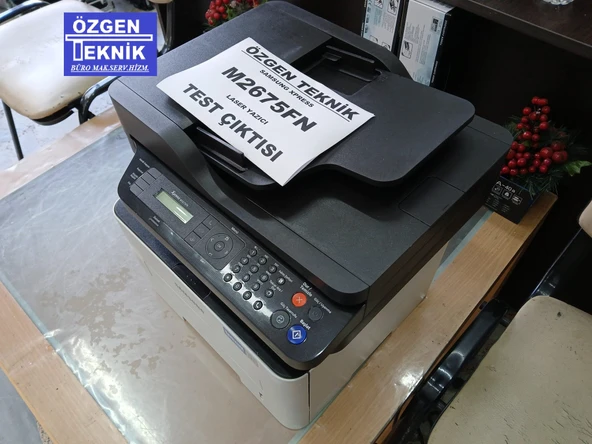 ÖZGEN
TEKNİK
BÜRO MAK.SERV.HİZM.
ÖZGEN TEKNİK
SAMSUNG XPRESS
M2675FN
LASER YAZICI
TEST ÇIKTISI